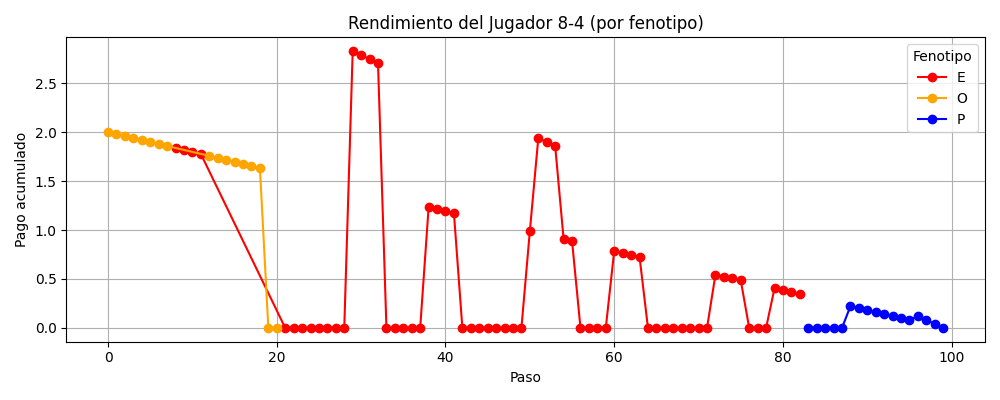 Rendimiento del Jugador 8-4 (por fenotipo)
Pago acumulado
2.5
2.0
1.5
1.0
0.5
0.0
0 20 40 60 80 100
Paso
Fenotipo
E
O
P